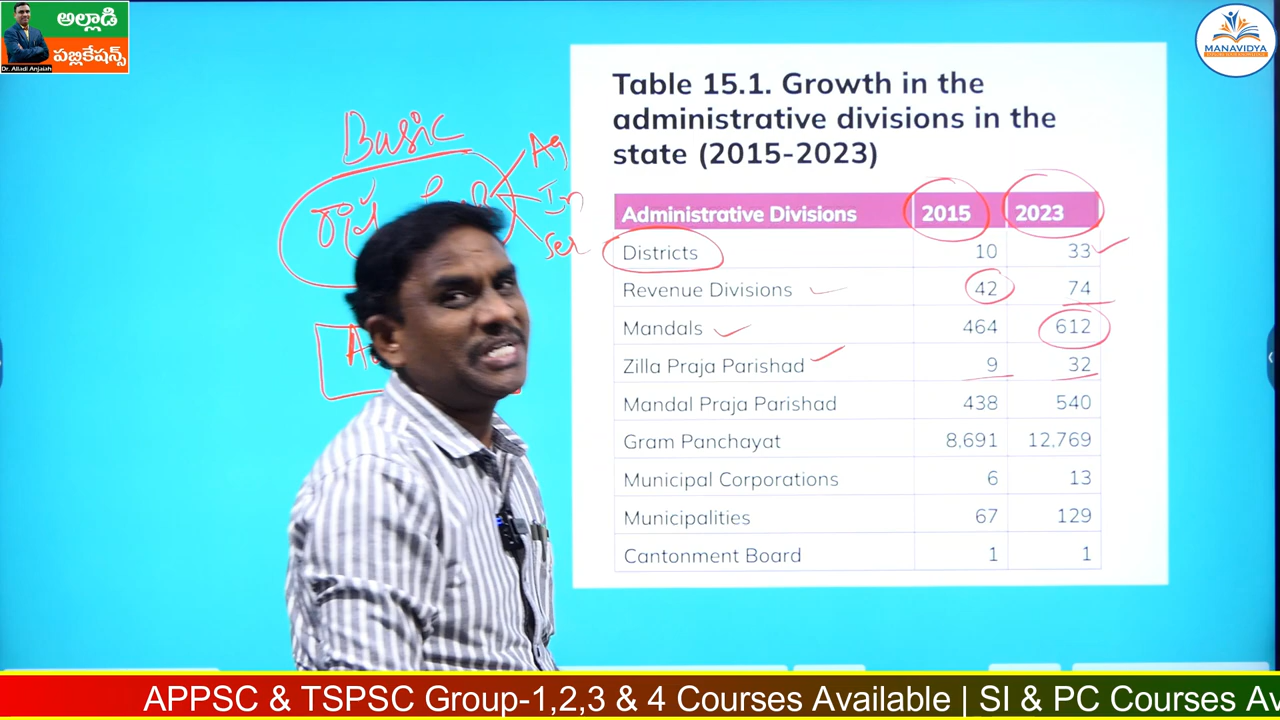 అల్లాడి
పబ్లికేషన్స్
Dr. Alladi Anjaiah
MANAVIDYA
Basic
Ag
In
Ser
Table 15.1. Growth in the
administrative divisions in the
state (2015-2023)
Administrative Divisions 2015 2023
Districts 10 33
Revenue Divisions 42 74
Mandals 464 612
Zilla Praja Parishad 9 32
Mandal Praja Parishad 438 540
Gram Panchayat 8,691 12,769
Municipal Corporations 6 13
Municipalities 67 129
Cantonment Board 1 1
APPSC & TSPSC Group-1,2,3 & 4 Courses Available | SI & PC Courses Av